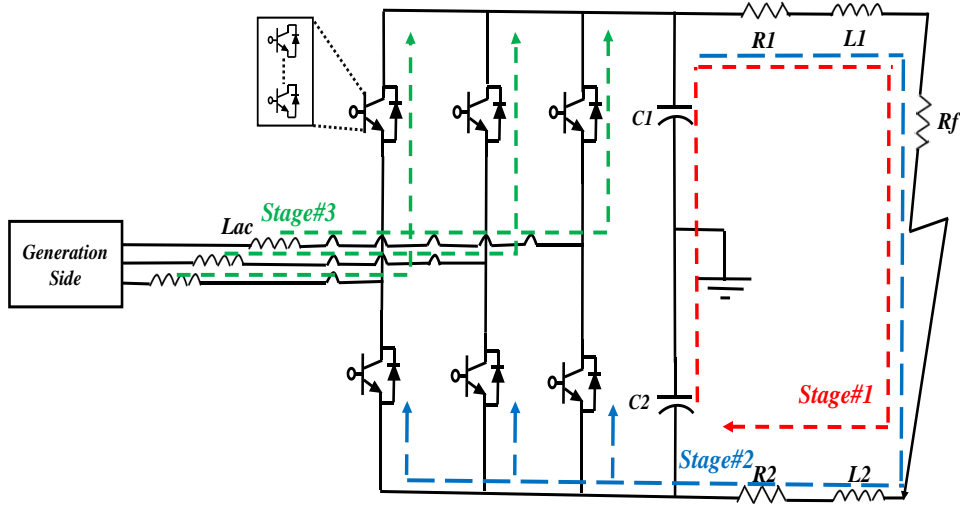 R1
L1
C1
Rf
Stage#3
Lac
Generation
Side
Stage#1
C2
Stage#2
R2
L2